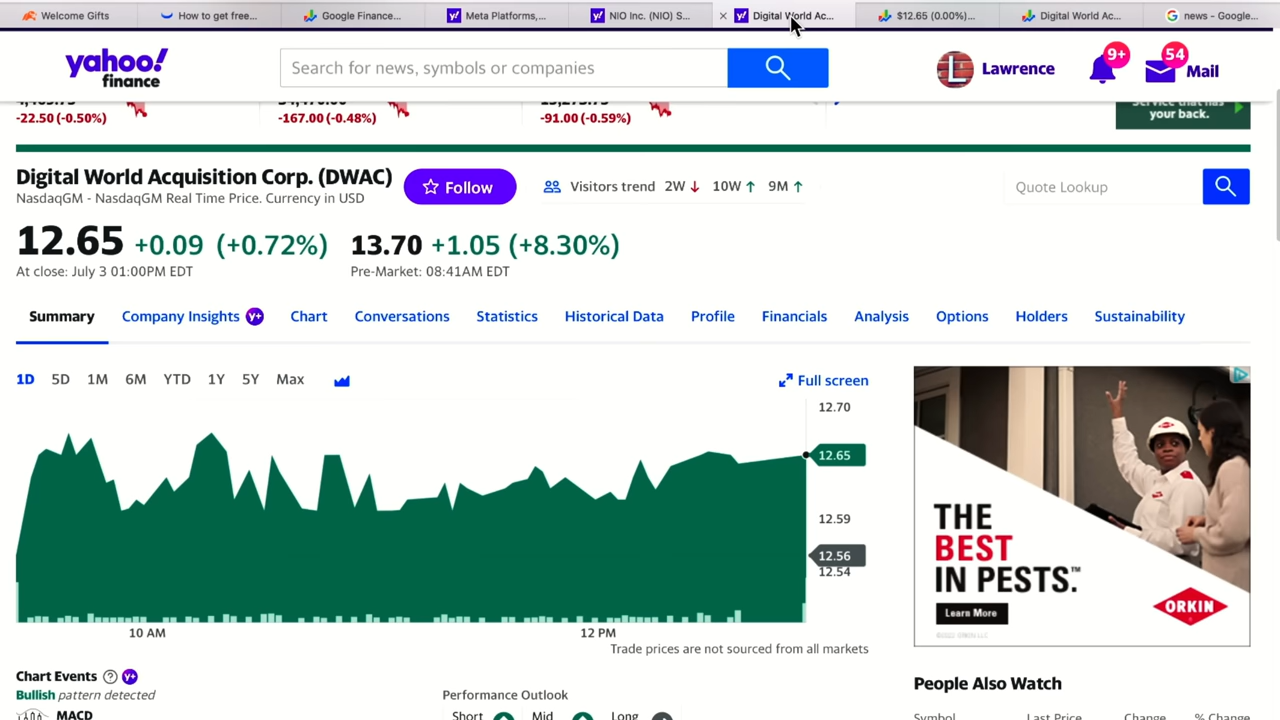 Welcome Gifts
How to get free...
Google Finance...
Meta Platforms,...
NIO Inc. (NIO) S...
Digital World Ac...
$12.65 (0.00%)...
Digital World Ac...
news - Google...
yahoo!
finance
Search for news, symbols or companies
L
Lawrence
9+
54
Mail
-22.50 (-0.50%)
-167.00 (-0.48%)
-91.00 (-0.59%)
Service that has
your back.
Digital World Acquisition Corp. (DWAC)
NasdaqGM - NasdaqGM Real Time Price. Currency in USD
Follow
Visitors trend 2W 10W 9M
Quote Lookup
12.65 +0.09 (+0.72%)
At close: July 3 01:00PM EDT
13.70 +1.05 (+8.30%)
Pre-Market: 08:41AM EDT
Summary
Company Insights y+
Chart
Conversations
Statistics
Historical Data
Profile
Financials
Analysis
Options
Holders
Sustainability
1D 5D 1M 6M YTD 1Y 5Y Max
Full screen
12.70
12.65
12.59
12.56
12.54
10 AM
12 PM
Trade prices are not sourced from all markets
THE
BEST
IN PESTS.™
Learn More
ORKIN
©2022 ORKIN LLC
Chart Events ? y+
Bullish pattern detected
MACD
Performance Outlook
Short
Mid
Long
People Also Watch
Symbol
Last Price
Change
% Change